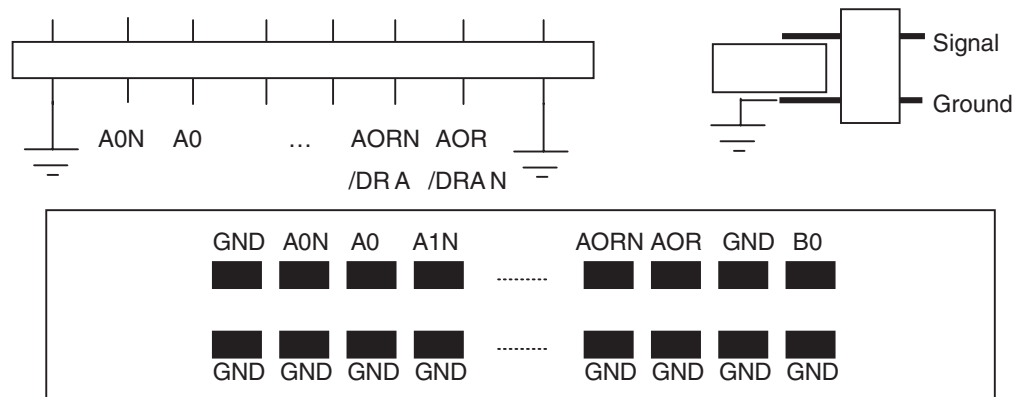 Signal
Ground
A0N A0 ... AORN AOR
/DR A /DRA N
GND A0N A0 A1N ........ AORN AOR GND B0
........
GND GND GND GND GND GND GND GND